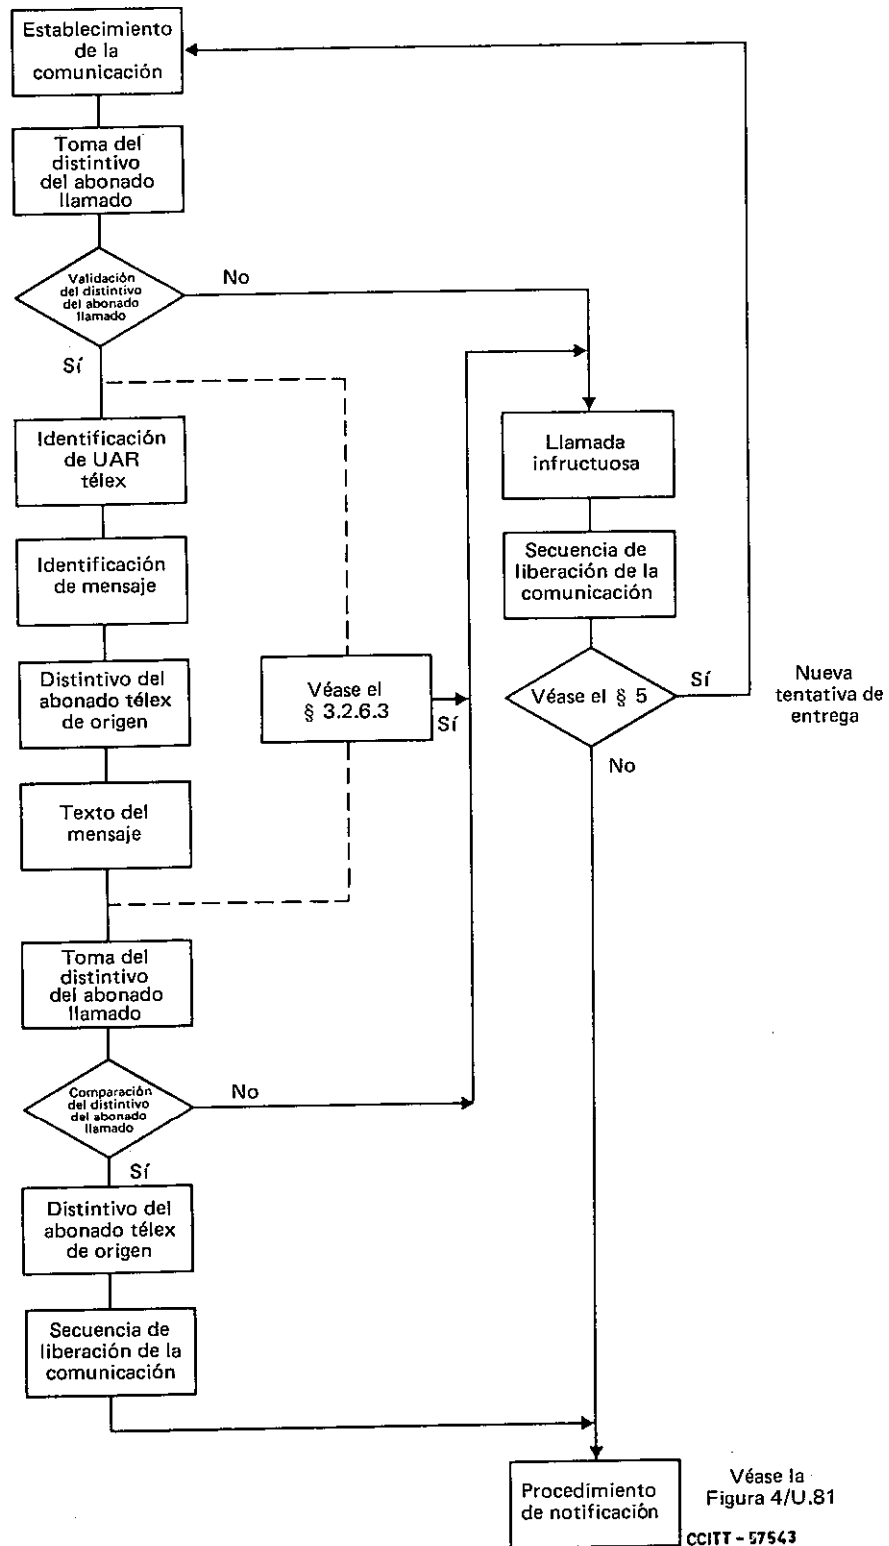 Establecimiento
de la
comunicación
Toma del
distintivo
del abonado
llamado
Validación
del distintivo
del abonado
llamado
No
Sí
Identificación
de UAR
télex
Llamada
infructuosa
Identificación
de mensaje
Secuencia de
liberación de la
comunicación
Distintivo del
abonado télex
de origen
Véase el
§ 3.2.6.3
Sí
Véase el § 5
Sí
Nueva
tentativa de
entrega
No
Texto del
mensaje
Toma del
distintivo
del abonado
llamado
Comparación
del distintivo
del abonado
llamado
No
Sí
Distintivo del
abonado télex
de origen
Secuencia de
liberación de la
comunicación
Procedimiento
de notificación
Véase la
Figura 4/U.81
CCITT - 57543